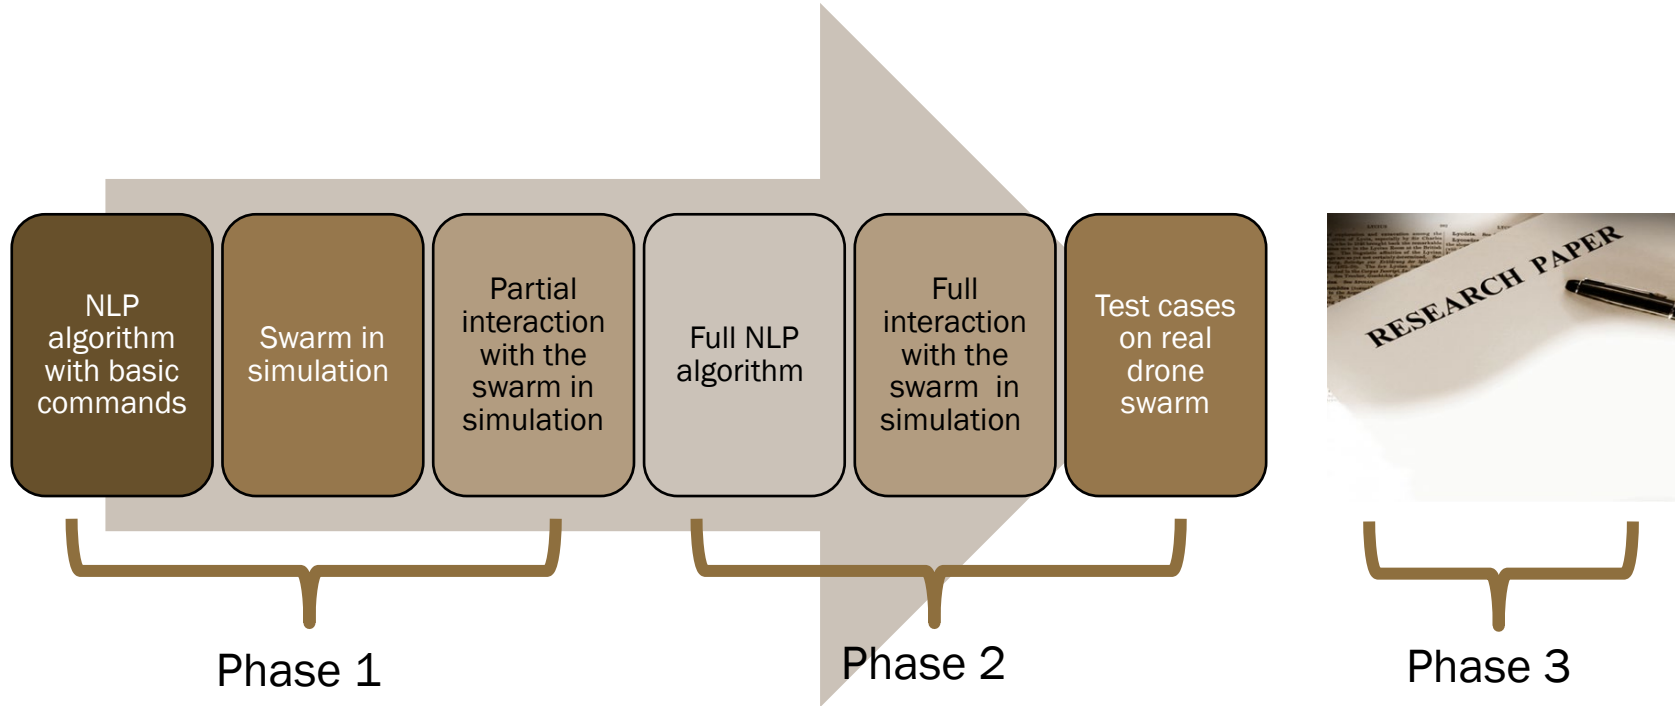 NLP
algorithm
with basic
commands
Swarm in
simulation
Partial
interaction
with the
swarm in
simulation
Full NLP
algorithm
Full
interaction
with the
swarm in
simulation
Test cases
on real
drone
swarm
RESEARCH PAPER
Phase 1
Phase 2
Phase 3